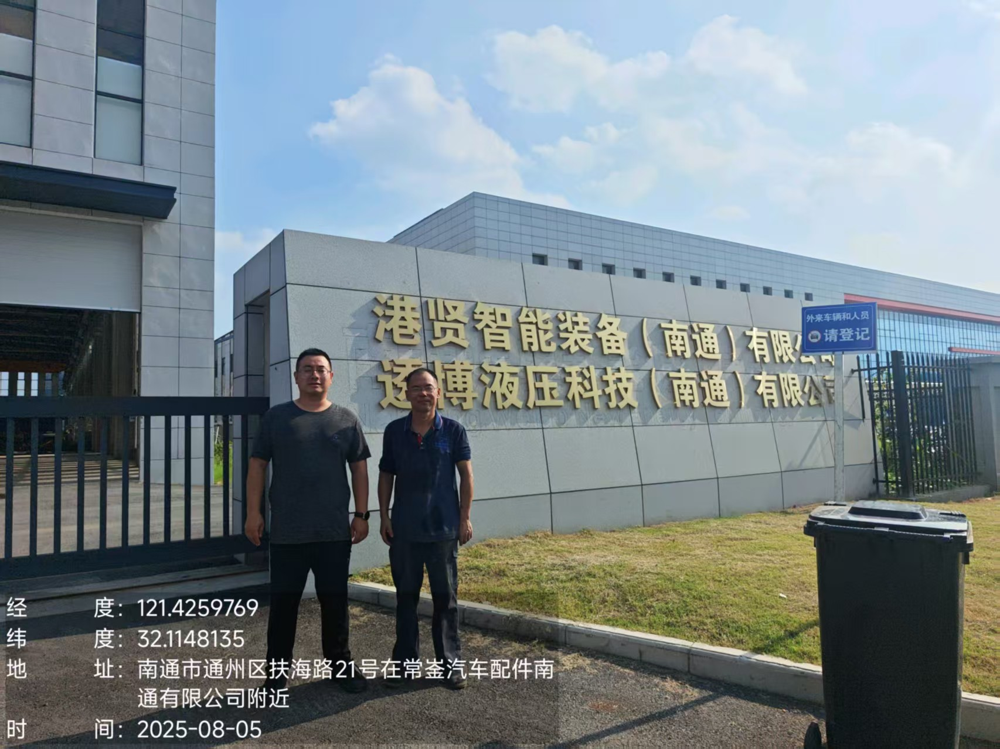 港贤智能装备（南通）有限公司
透博液压科技（南通）有限公司
外来车辆和人员
请登记
经度：121.4259769
纬度：32.1148135
地址：南通市通州区扶海路21号在常崟汽车配件南
通有限公司附近
时间：2025-08-05